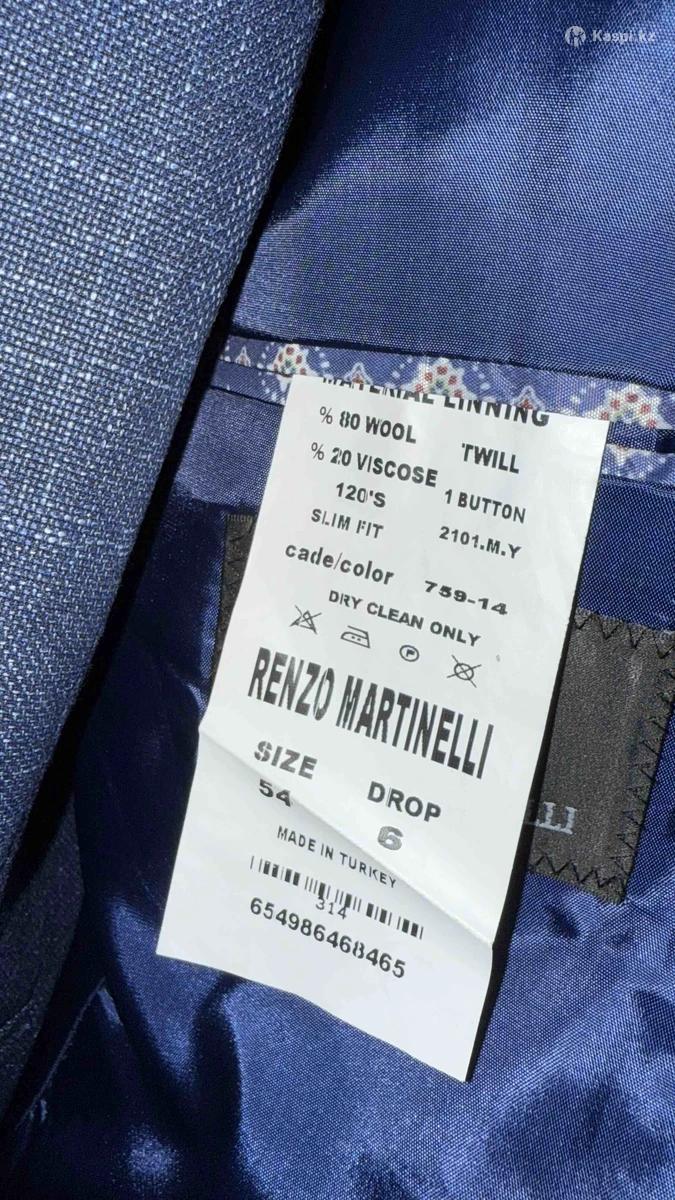 Kaspi.kz
MATERIAL LINNING
% 80 WOOL TWILL
% 20 VISCOSE
120'S 1 BUTTON
SLIM FIT 2101.M.Y
cade/color 759-14
DRY CLEAN ONLY
P
RENZO MARTINELLI
SIZE DROP
54 6
MADE IN TURKEY
314
654986468465
LLI